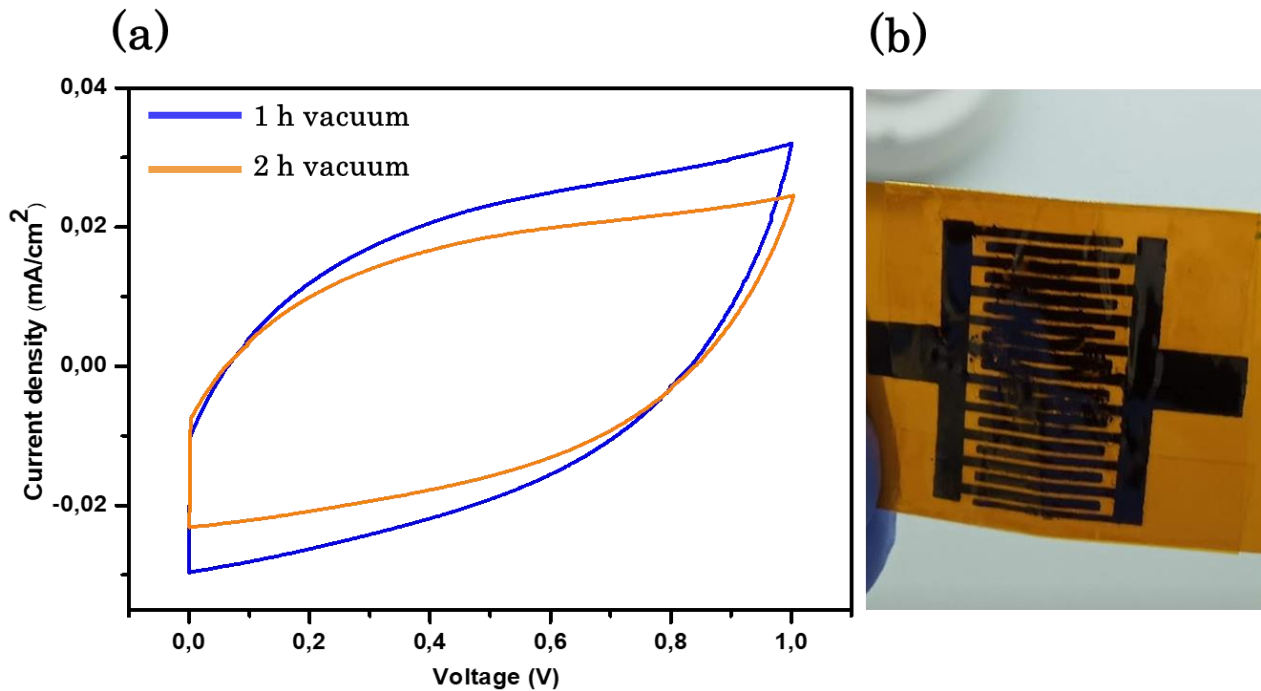 (a)
(b)
1 h vacuum
2 h vacuum
0,04
0,02
0,00
-0,02
Current density (mA/cm²)
0,0 0,2 0,4 0,6 0,8 1,0
Voltage (V)